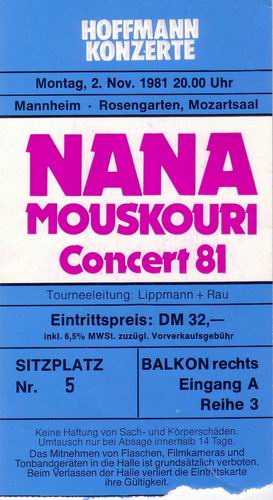 HOFFMANN
KONZERTE
Montag, 2. Nov. 1981 20.00 Uhr
Mannheim · Rosengarten, Mozartsaal
NANA
MOUSKOURI
Concert 81
Tourneeleitung: Lippmann + Rau
Eintrittspreis: DM 32,—
inkl. 6,5% MWSt. zuzügl. Vorverkaufsgebühr
SITZPLATZ
Nr. 5
BALKON rechts
Eingang A
Reihe 3
Keine Haftung von Sach- und Körperschäden.
Umtausch nur bei Absage innerhalb 14 Tage.
Das Mitnehmen von Flaschen, Filmkameras und
Tonbandgeräten in die Halle ist grundsätzlich verboten.
Beim Verlassen der Halle verliert die Eintrittskarte
ihre Gültigkeit.